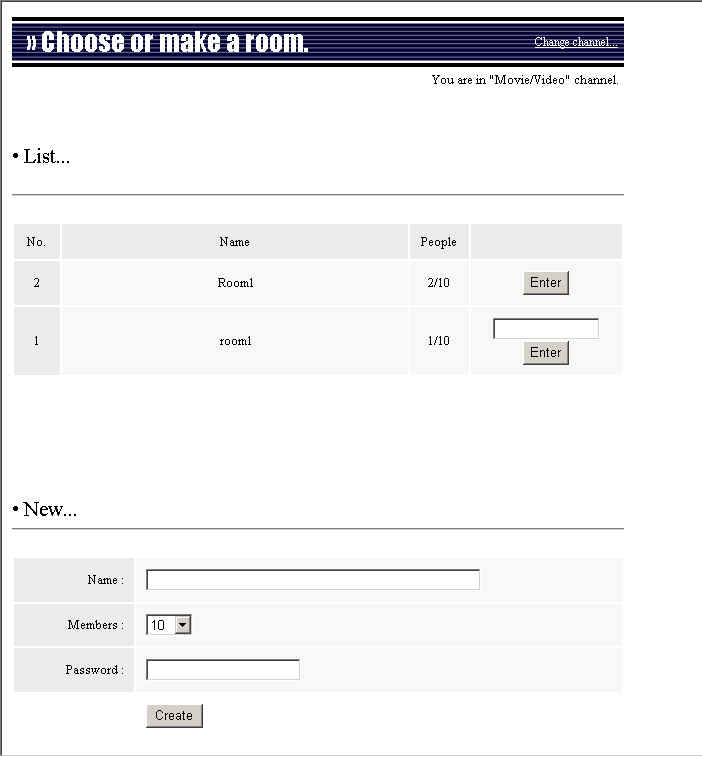 » Choose or make a room.
Change channel...
You are in "Movie/Video" channel.
• List...
No. Name People
2 Room1 2/10 Enter
1 room1 1/10
Enter
• New...
Name :
Members : 10
Password :
Create